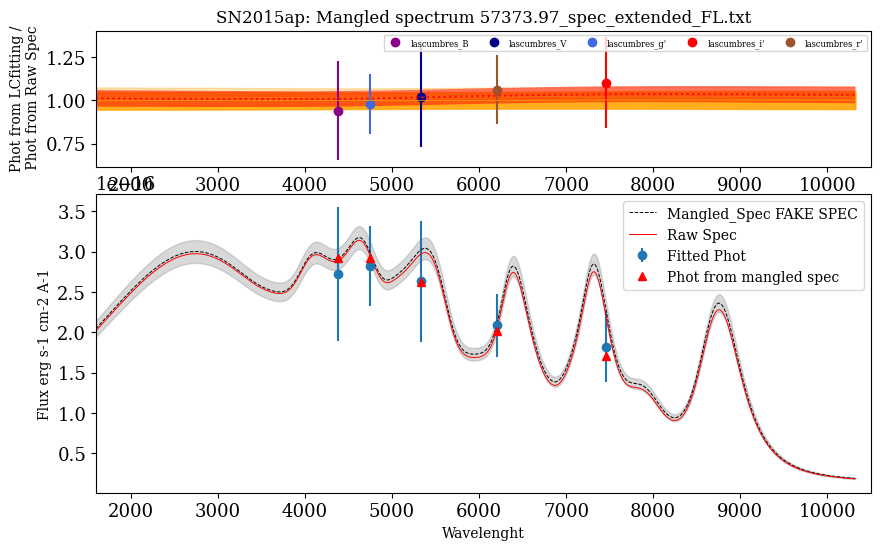 SN2015ap: Mangled spectrum 57373.97_spec_extended_FL.txt
Phot from LCfitting /
Phot from Raw Spec
1.25
1.00
0.75
lascumbres_B lascumbres_V lascumbres_g' lascumbres_i' lascumbres_r'
2000 3000 4000 5000 6000 7000 8000 9000 10000
1e−16
Flux erg s-1 cm-2 A-1
3.5
3.0
2.5
2.0
1.5
1.0
0.5
Mangled_Spec FAKE SPEC
Raw Spec
Fitted Phot
Phot from mangled spec
2000 3000 4000 5000 6000 7000 8000 9000 10000
Wavelenght